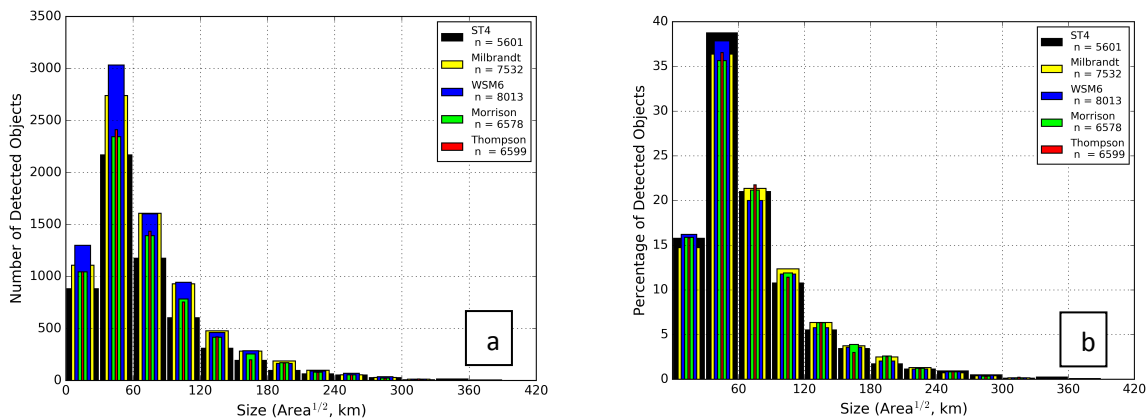 3500
3000
2500
2000
1500
1000
500
0
Number of Detected Objects
0 60 120 180 240 300 360 420
Size (Area1/2, km)
ST4
n = 5601
Milbrandt
n = 7532
WSM6
n = 8013
Morrison
n = 6578
Thompson
n = 6599
a
40
35
30
25
20
15
10
5
0
Percentage of Detected Objects
60 120 180 240 300 360 420
Size (Area1/2, km)
ST4
n = 5601
Milbrandt
n = 7532
WSM6
n = 8013
Morrison
n = 6578
Thompson
n = 6599
b